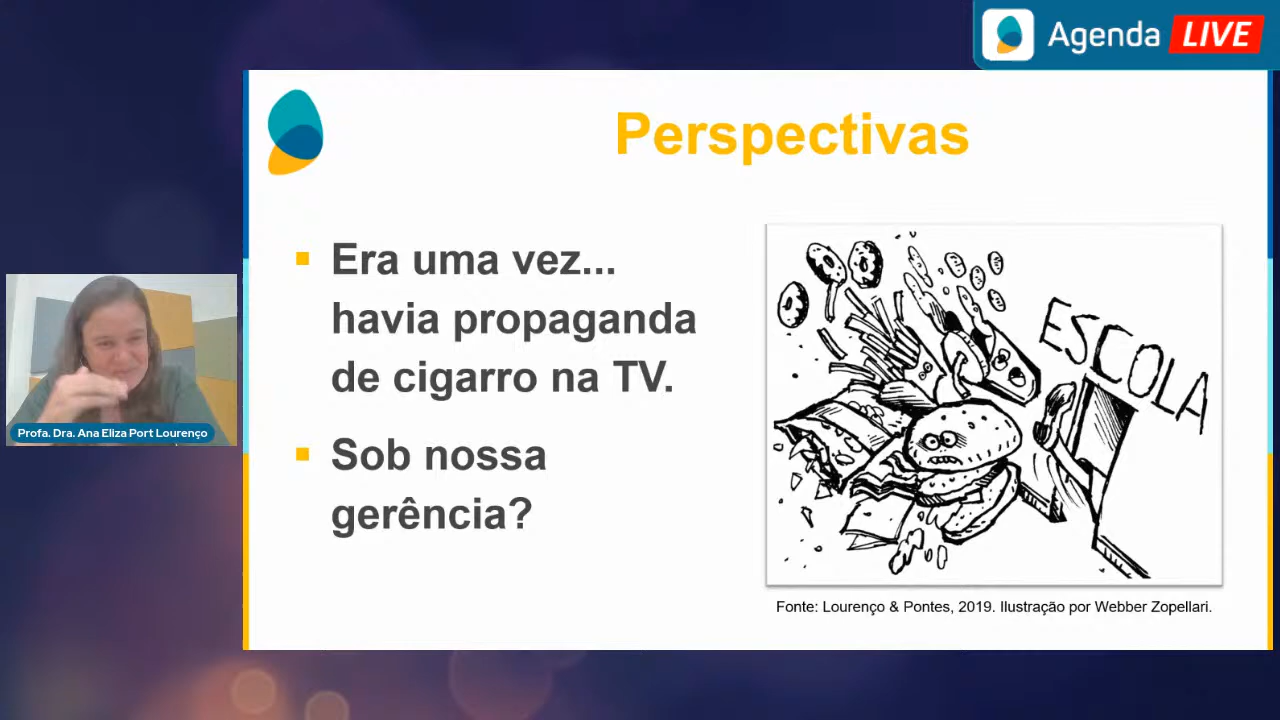 Agenda LIVE
Perspectivas
▪ Era uma vez...
havia propaganda
de cigarro na TV.
▪ Sob nossa
gerência?
ESCOLA
Profa. Dra. Ana Eliza Port Lourenço
Fonte: Lourenço & Pontes, 2019. Ilustração por Webber Zopellari.